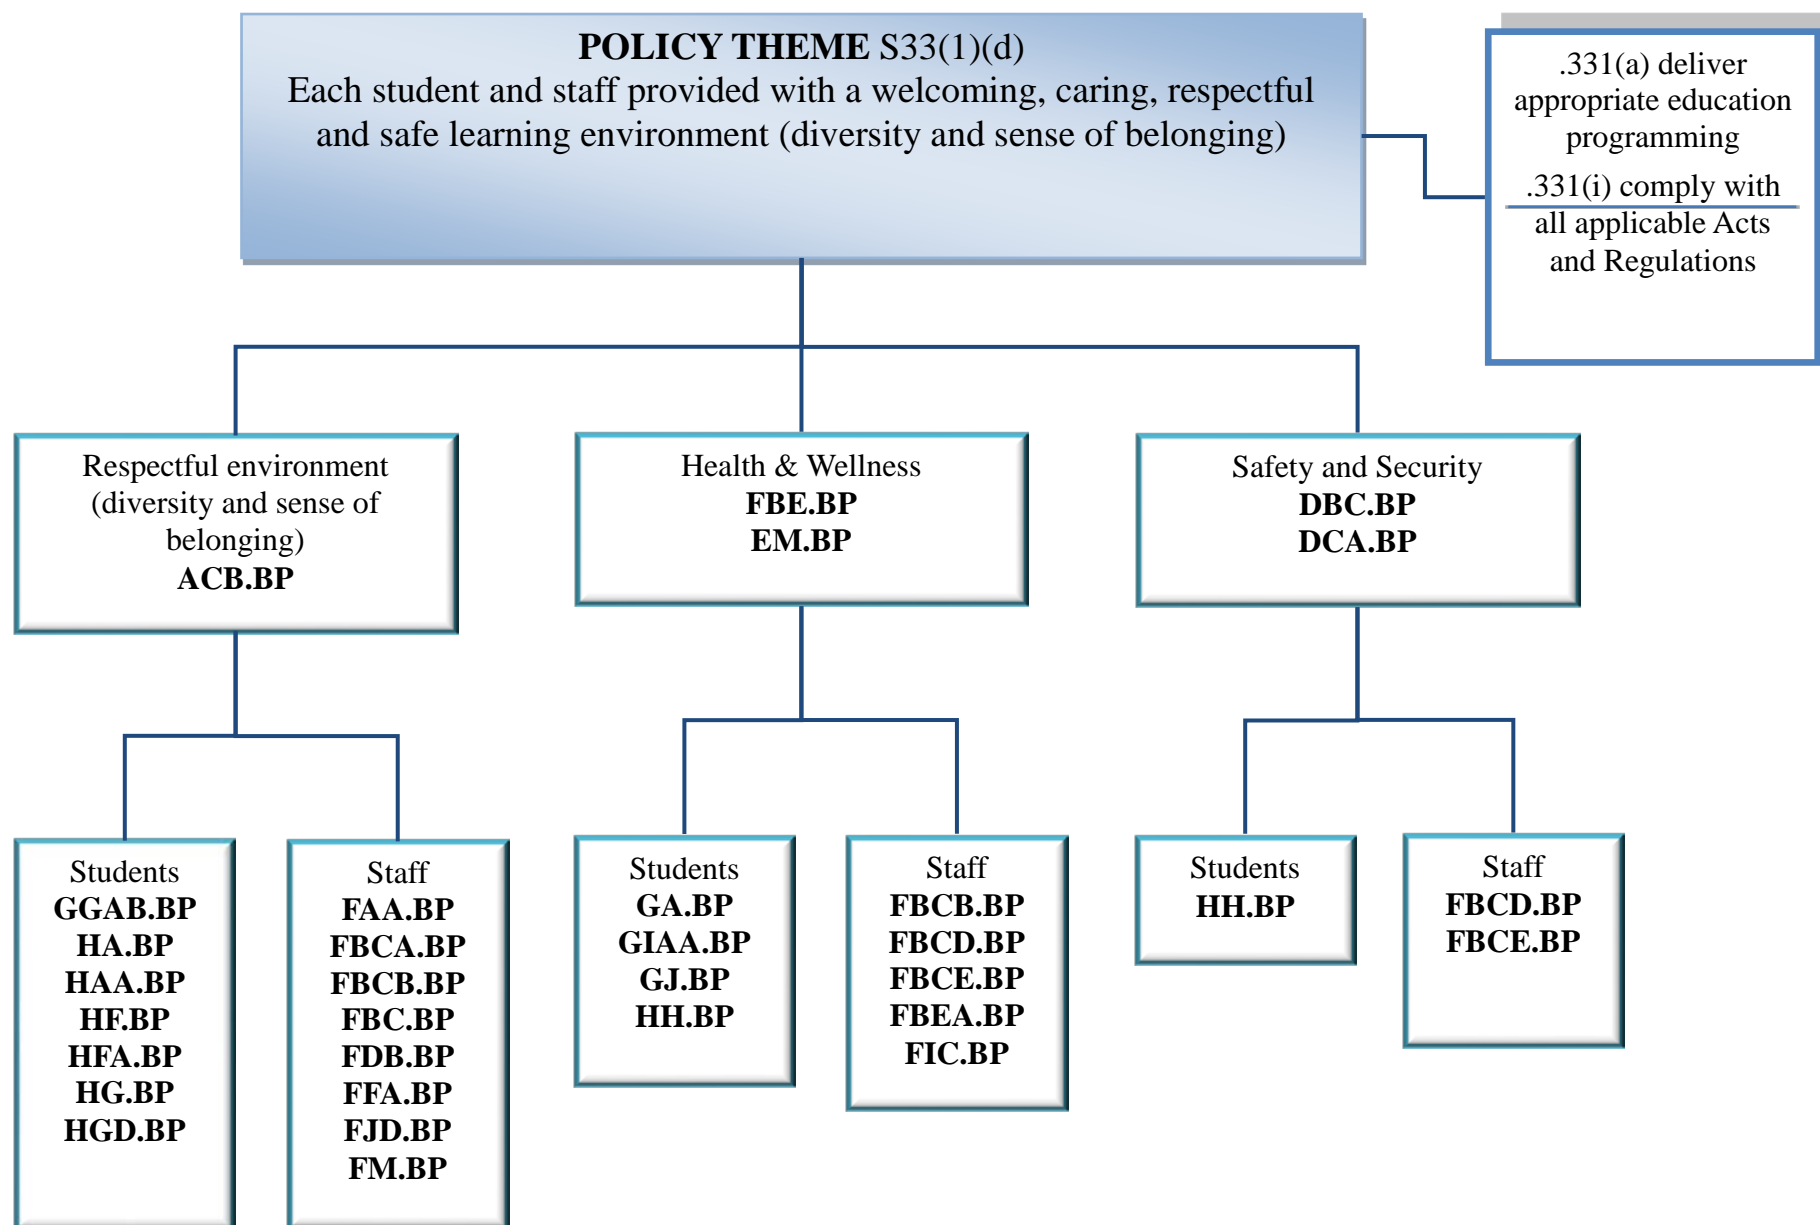 POLICY THEME S33(1)(d)
Each student and staff provided with a welcoming, caring, respectful
and safe learning environment (diversity and sense of belonging)
.331(a) deliver
appropriate education
programming
.331(i) comply with
all applicable Acts
and Regulations
Respectful environment
(diversity and sense of
belonging)
ACB.BP
Health & Wellness
FBE.BP
EM.BP
Safety and Security
DBC.BP
DCA.BP
Students
GGAB.BP
HA.BP
HAA.BP
HF.BP
HFA.BP
HG.BP
HGD.BP
Staff
FAA.BP
FBCA.BP
FBCB.BP
FBC.BP
FDB.BP
FFA.BP
FJD.BP
FM.BP
Students
GA.BP
GIAA.BP
GJ.BP
HH.BP
Staff
FBCB.BP
FBCD.BP
FBCE.BP
FBEA.BP
FIC.BP
Students
HH.BP
Staff
FBCD.BP
FBCE.BP